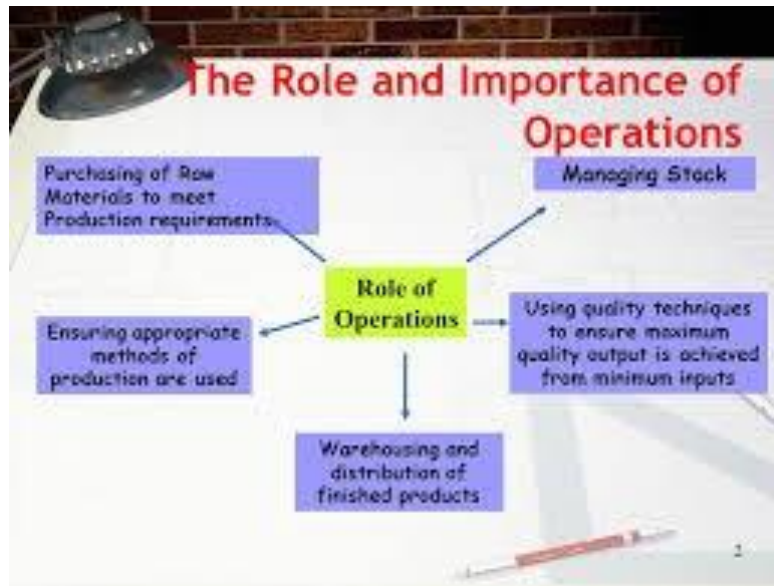 The Role and Importance of
Operations
Purchasing of Raw
Materials to meet
Production requirements
Managing Stock
Role of
Operations
Ensuring appropriate
methods of
production are used
Using quality techniques
to ensure maximum
quality output is achieved
from minimum inputs
Warehousing and
distribution of
finished products
2